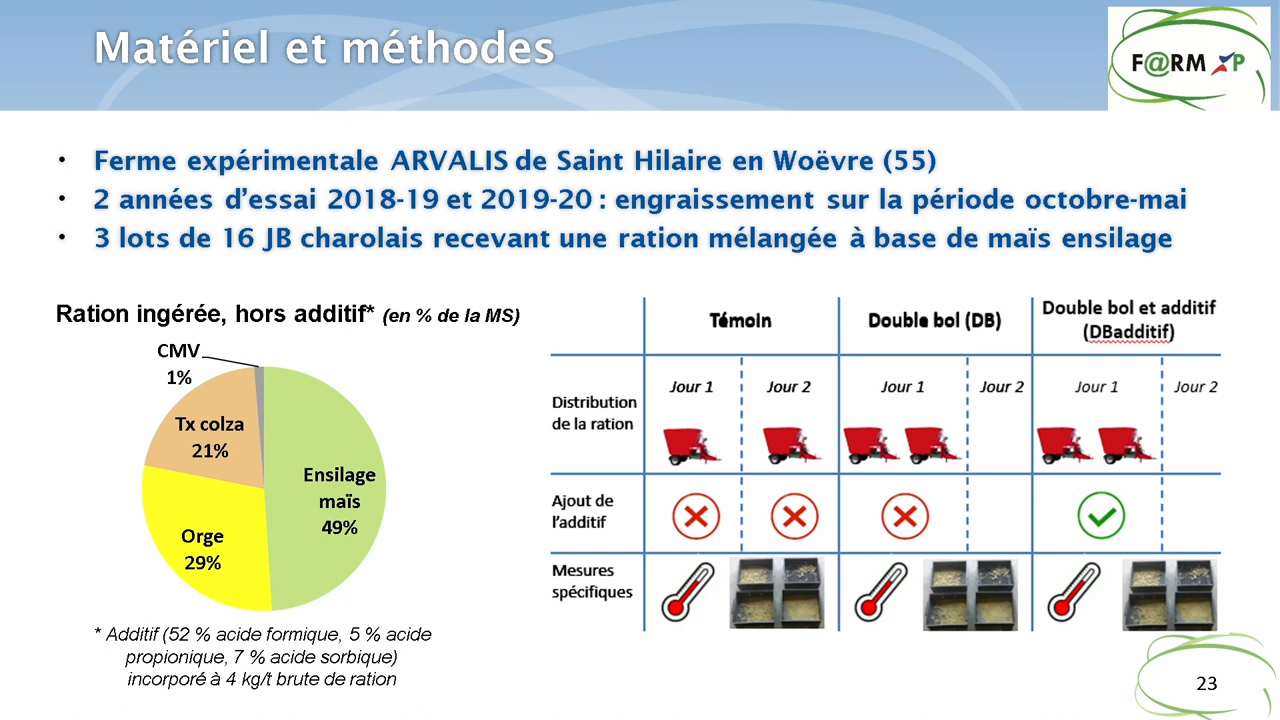 Matériel et méthodes
F@RM XP
• Ferme expérimentale ARVALIS de Saint Hilaire en Woëvre (55)
• 2 années d’essai 2018-19 et 2019-20 : engraissement sur la période octobre-mai
• 3 lots de 16 JB charolais recevant une ration mélangée à base de maïs ensilage
Ration ingérée, hors additif* (en % de la MS)
CMV
1%
Tx colza
21%
Ensilage
maïs
49%
Orge
29%
* Additif (52 % acide formique, 5 % acide
propionique, 7 % acide sorbique)
incorporé à 4 kg/t brute de ration
Témoin
Double bol (DB)
Double bol et additif
(DBadditif)
Distribution
de la ration
Jour 1
Jour 2
Jour 1
Jour 2
Jour 1
Jour 2
Ajout de
l’additif
Mesures
spécifiques
23